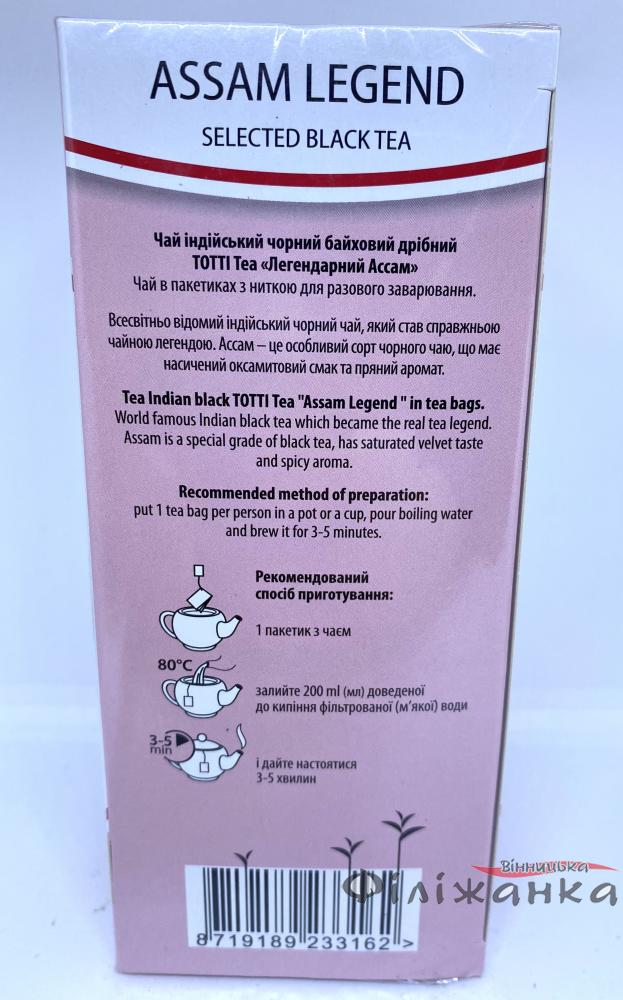 ASSAM LEGEND
SELECTED BLACK TEA
Чай індійський чорний байховий дрібний
TOTTI Tea «Легендарний Ассам»
Чай в пакетиках з ниткою для разового заварювання.
Всесвітньо відомий індійський чорний чай, який став справжньою
чайною легендою. Ассам – це особливий сорт чорного чаю, що має
насичений оксамитовий смак та пряний аромат.
Tea Indian black TOTTI Tea "Assam Legend " in tea bags.
World famous Indian black tea which became the real tea legend.
Assam is a special grade of black tea, has saturated velvet taste
and spicy aroma.
Recommended method of preparation:
put 1 tea bag per person in a pot or a cup, pour boiling water
and brew it for 3-5 minutes.
Рекомендований
спосіб приготування:
1 пакетик з чаєм
80°C
залийте 200 ml (мл) доведеної
до кипіння фільтрованої (м’якої) води
3-5
min
і дайте настоятися
3-5 хвилин
Вінницька
Філіжанка
8 719189 233162 >